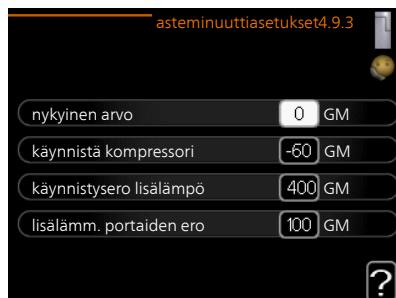 asteminuuttiasetukset4.9.3
nykyinen arvo 0 GM
käynnistä kompressori -60 GM
käynnistysero lisälämpö 400 GM
lisälämm. portaiden ero 100 GM
?